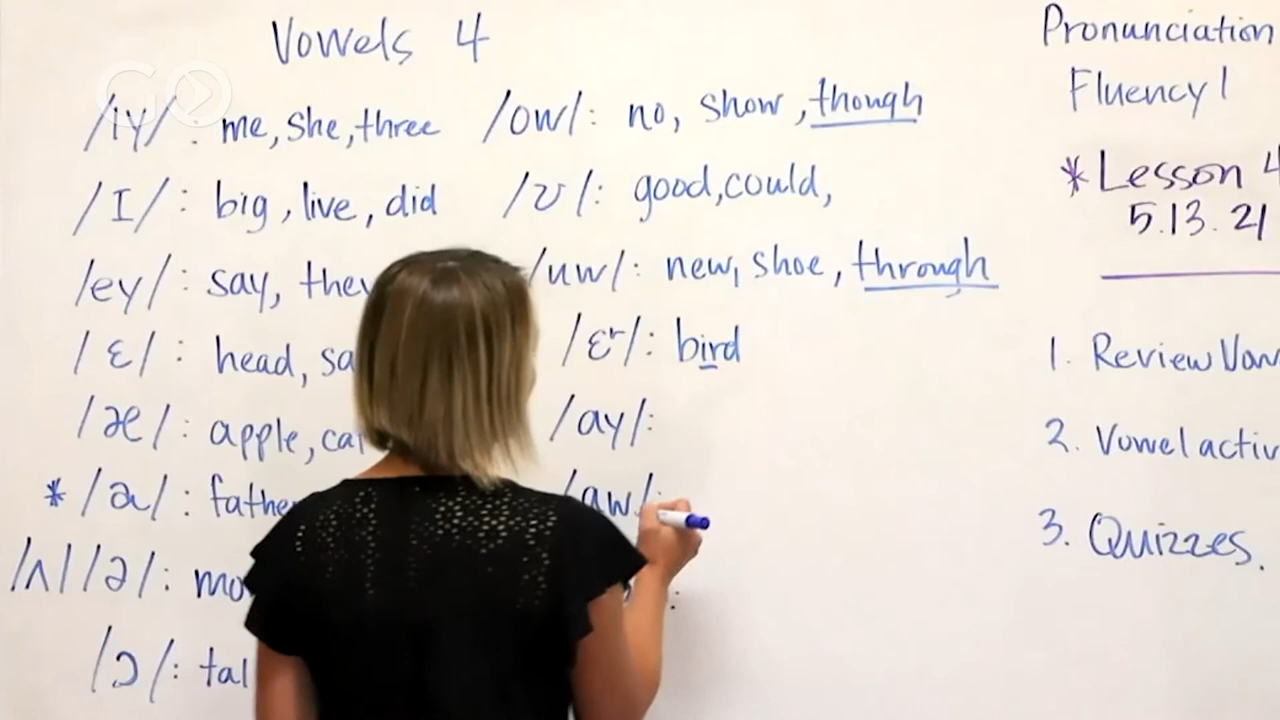 Vowels 4
GO
/iy/: me, she, three
/I/: big, live, did
/ey/: say, they
/ɛ/: head, sa
/æ/: apple, ca
* /a/: fathe
/ʌ/ /ə/: mo
/ɔ/: tal
/ow/: no, show, though
/ʊ/: good, could,
/uw/: new, shoe, through
/ɛr/: bird
/ay/:
/aw/:
Pronunciation
Fluency 1
* Lesson 4
5.13.21
1. Review Vow
2. Vowel activ
3. Quizzes.